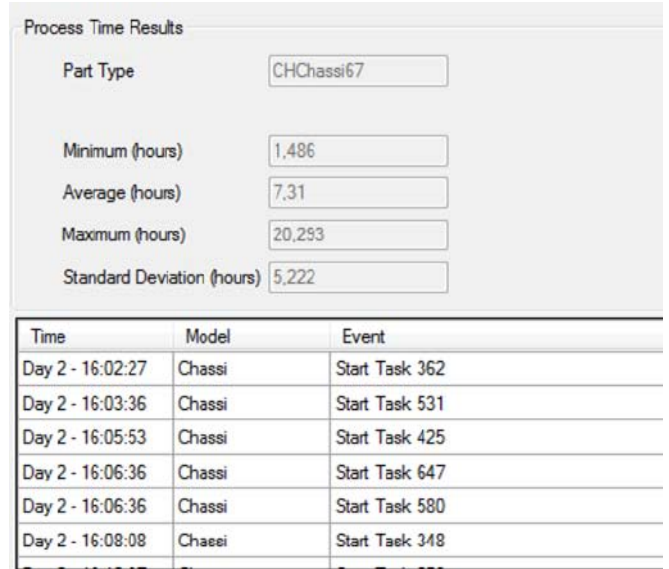 Process Time Results
Part Type CHChassi67
Minimum (hours) 1,486
Average (hours) 7,31
Maximum (hours) 20,293
Standard Deviation (hours) 5,222
Time Model Event
Day 2 - 16:02:27 Chassi Start Task 362
Day 2 - 16:03:36 Chassi Start Task 531
Day 2 - 16:05:53 Chassi Start Task 425
Day 2 - 16:06:36 Chassi Start Task 647
Day 2 - 16:06:36 Chassi Start Task 580
Day 2 - 16:08:08 Chassi Start Task 348